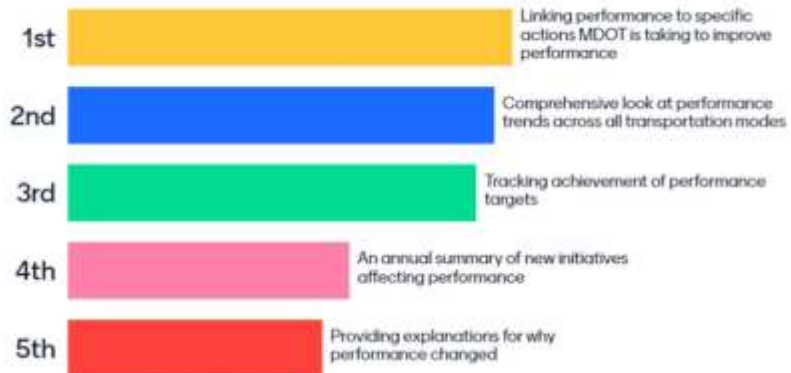 1st
Linking performance to specific
actions MDOT is taking to improve
performance
2nd
Comprehensive look at performance
trends across all transportation modes
3rd
Tracking achievement of performance
targets
4th
An annual summary of new initiatives
affecting performance
5th
Providing explanations for why
performance changed